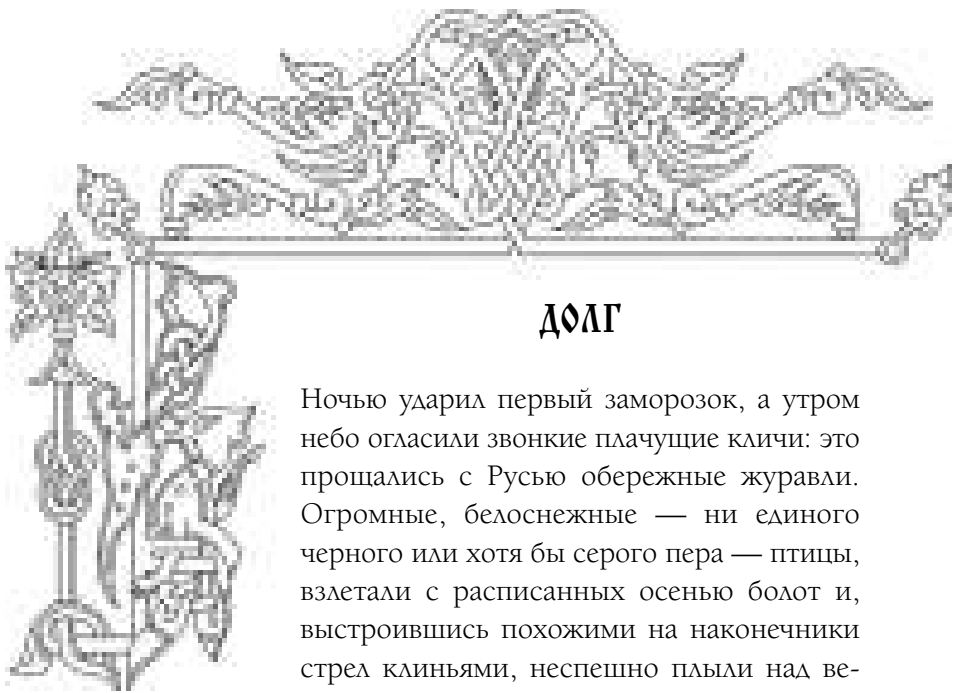 ДОЛГ
Ночью ударил первый заморозок, а утром
небо огласили звонкие плачущие кличи: это
прощались с Русью обережные журавли.
Огромные, белоснежные — ни единого
черного или хотя бы серого пера — птицы,
взлетали с расписанных осенью болот и,
выстроившись похожими на наконечники
стрел клиньями, неспешно плыли над ве-